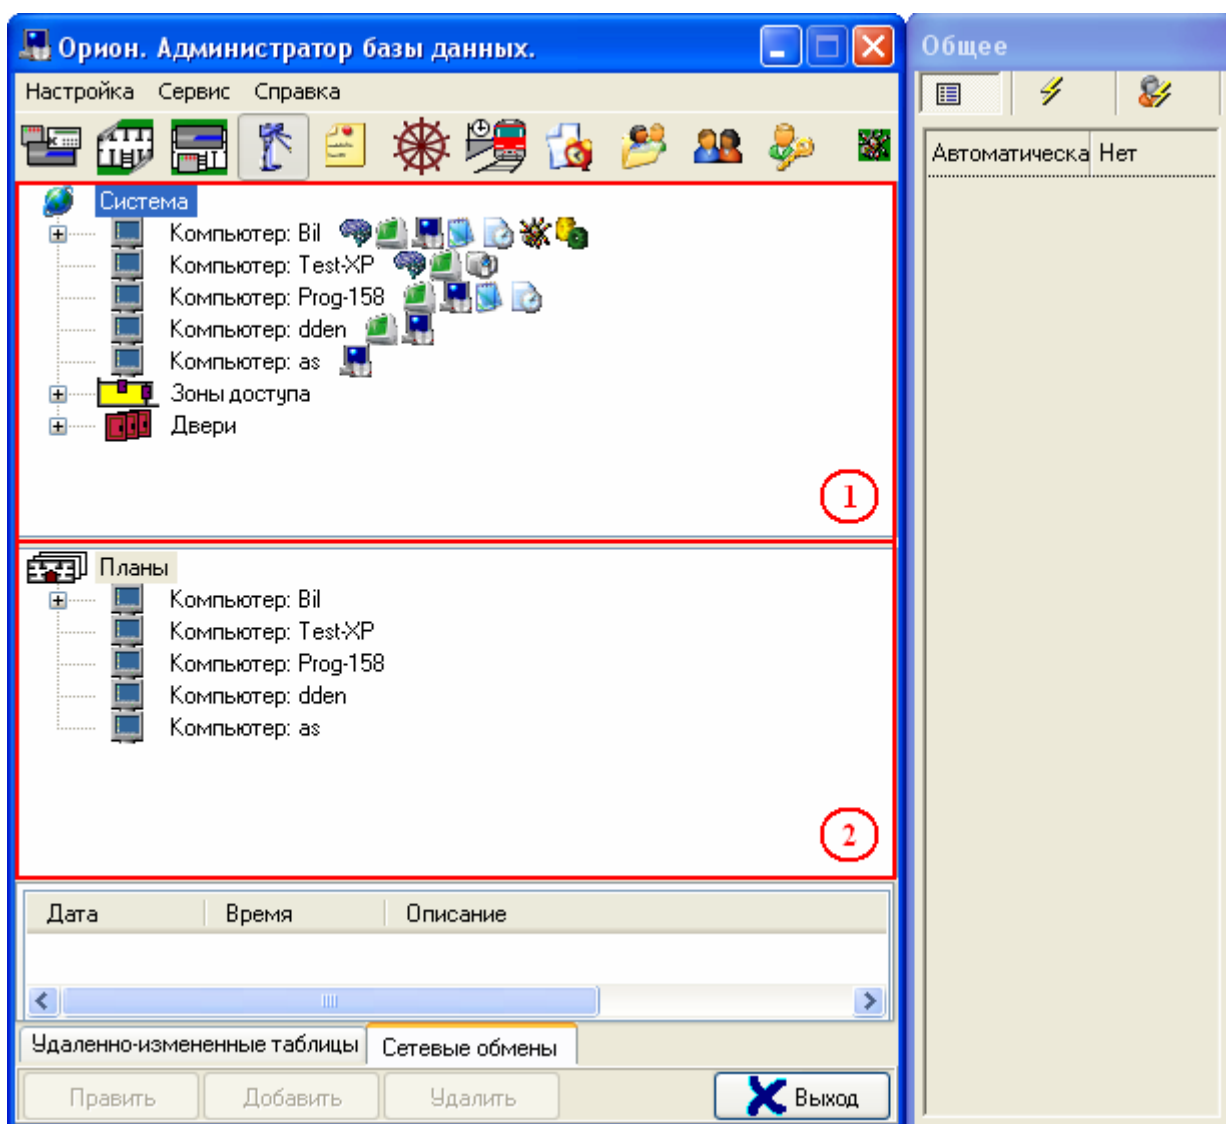 Орион. Администратор базы данных.
Настройка Сервис Справка
Система
Компьютер: Bil
Компьютер: Test-XP
Компьютер: Prog-158
Компьютер: dden
Компьютер: as
Зоны доступа
Двери
1
Планы
Компьютер: Bil
Компьютер: Test-XP
Компьютер: Prog-158
Компьютер: dden
Компьютер: as
2
Дата Время Описание
Удаленно-измененные таблицы Сетевые обмены
Править Добавить Удалить Выход
Общее
Автоматическа Нет